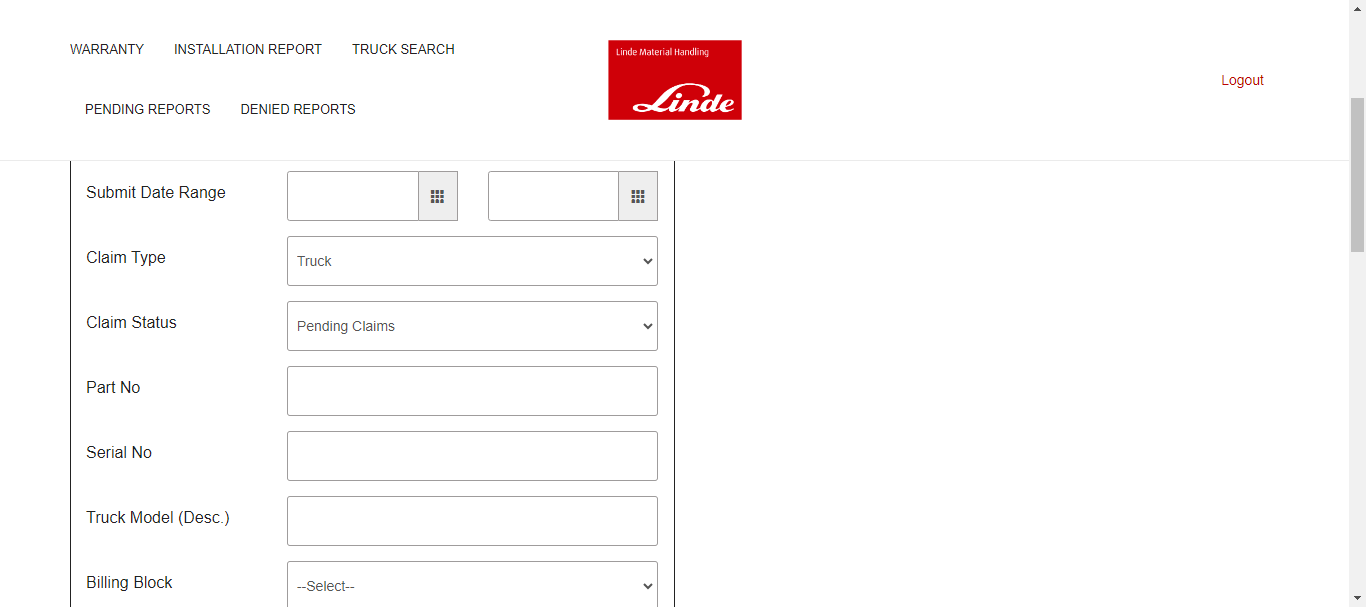 WARRANTY INSTALLATION REPORT TRUCK SEARCH
Linde Material Handling
Linde
Logout
PENDING REPORTS DENIED REPORTS
Submit Date Range
Claim Type Truck
Claim Status Pending Claims
Part No
Serial No
Truck Model (Desc.)
Billing Block --Select--